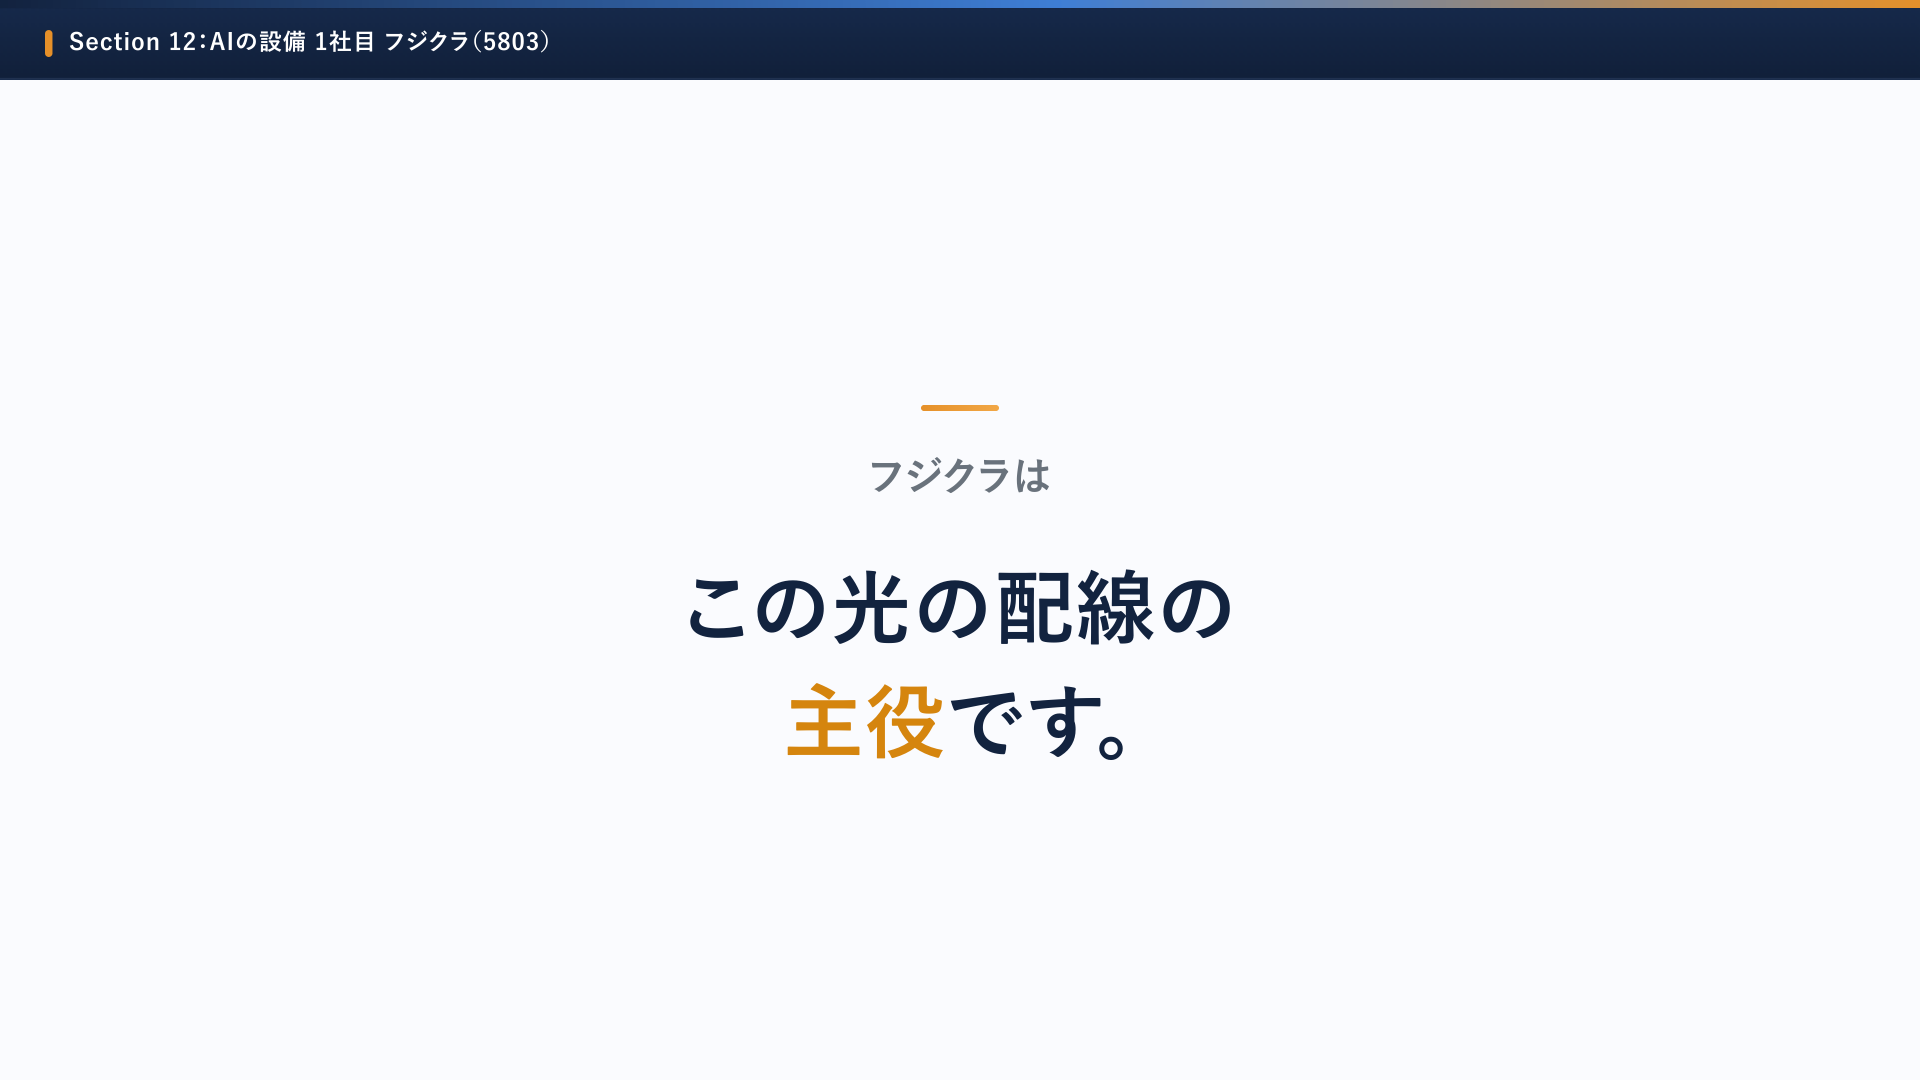 Section 12：AIの設備 1社目 フジクラ（5803）
フジクラは
この光の配線の
主役です。